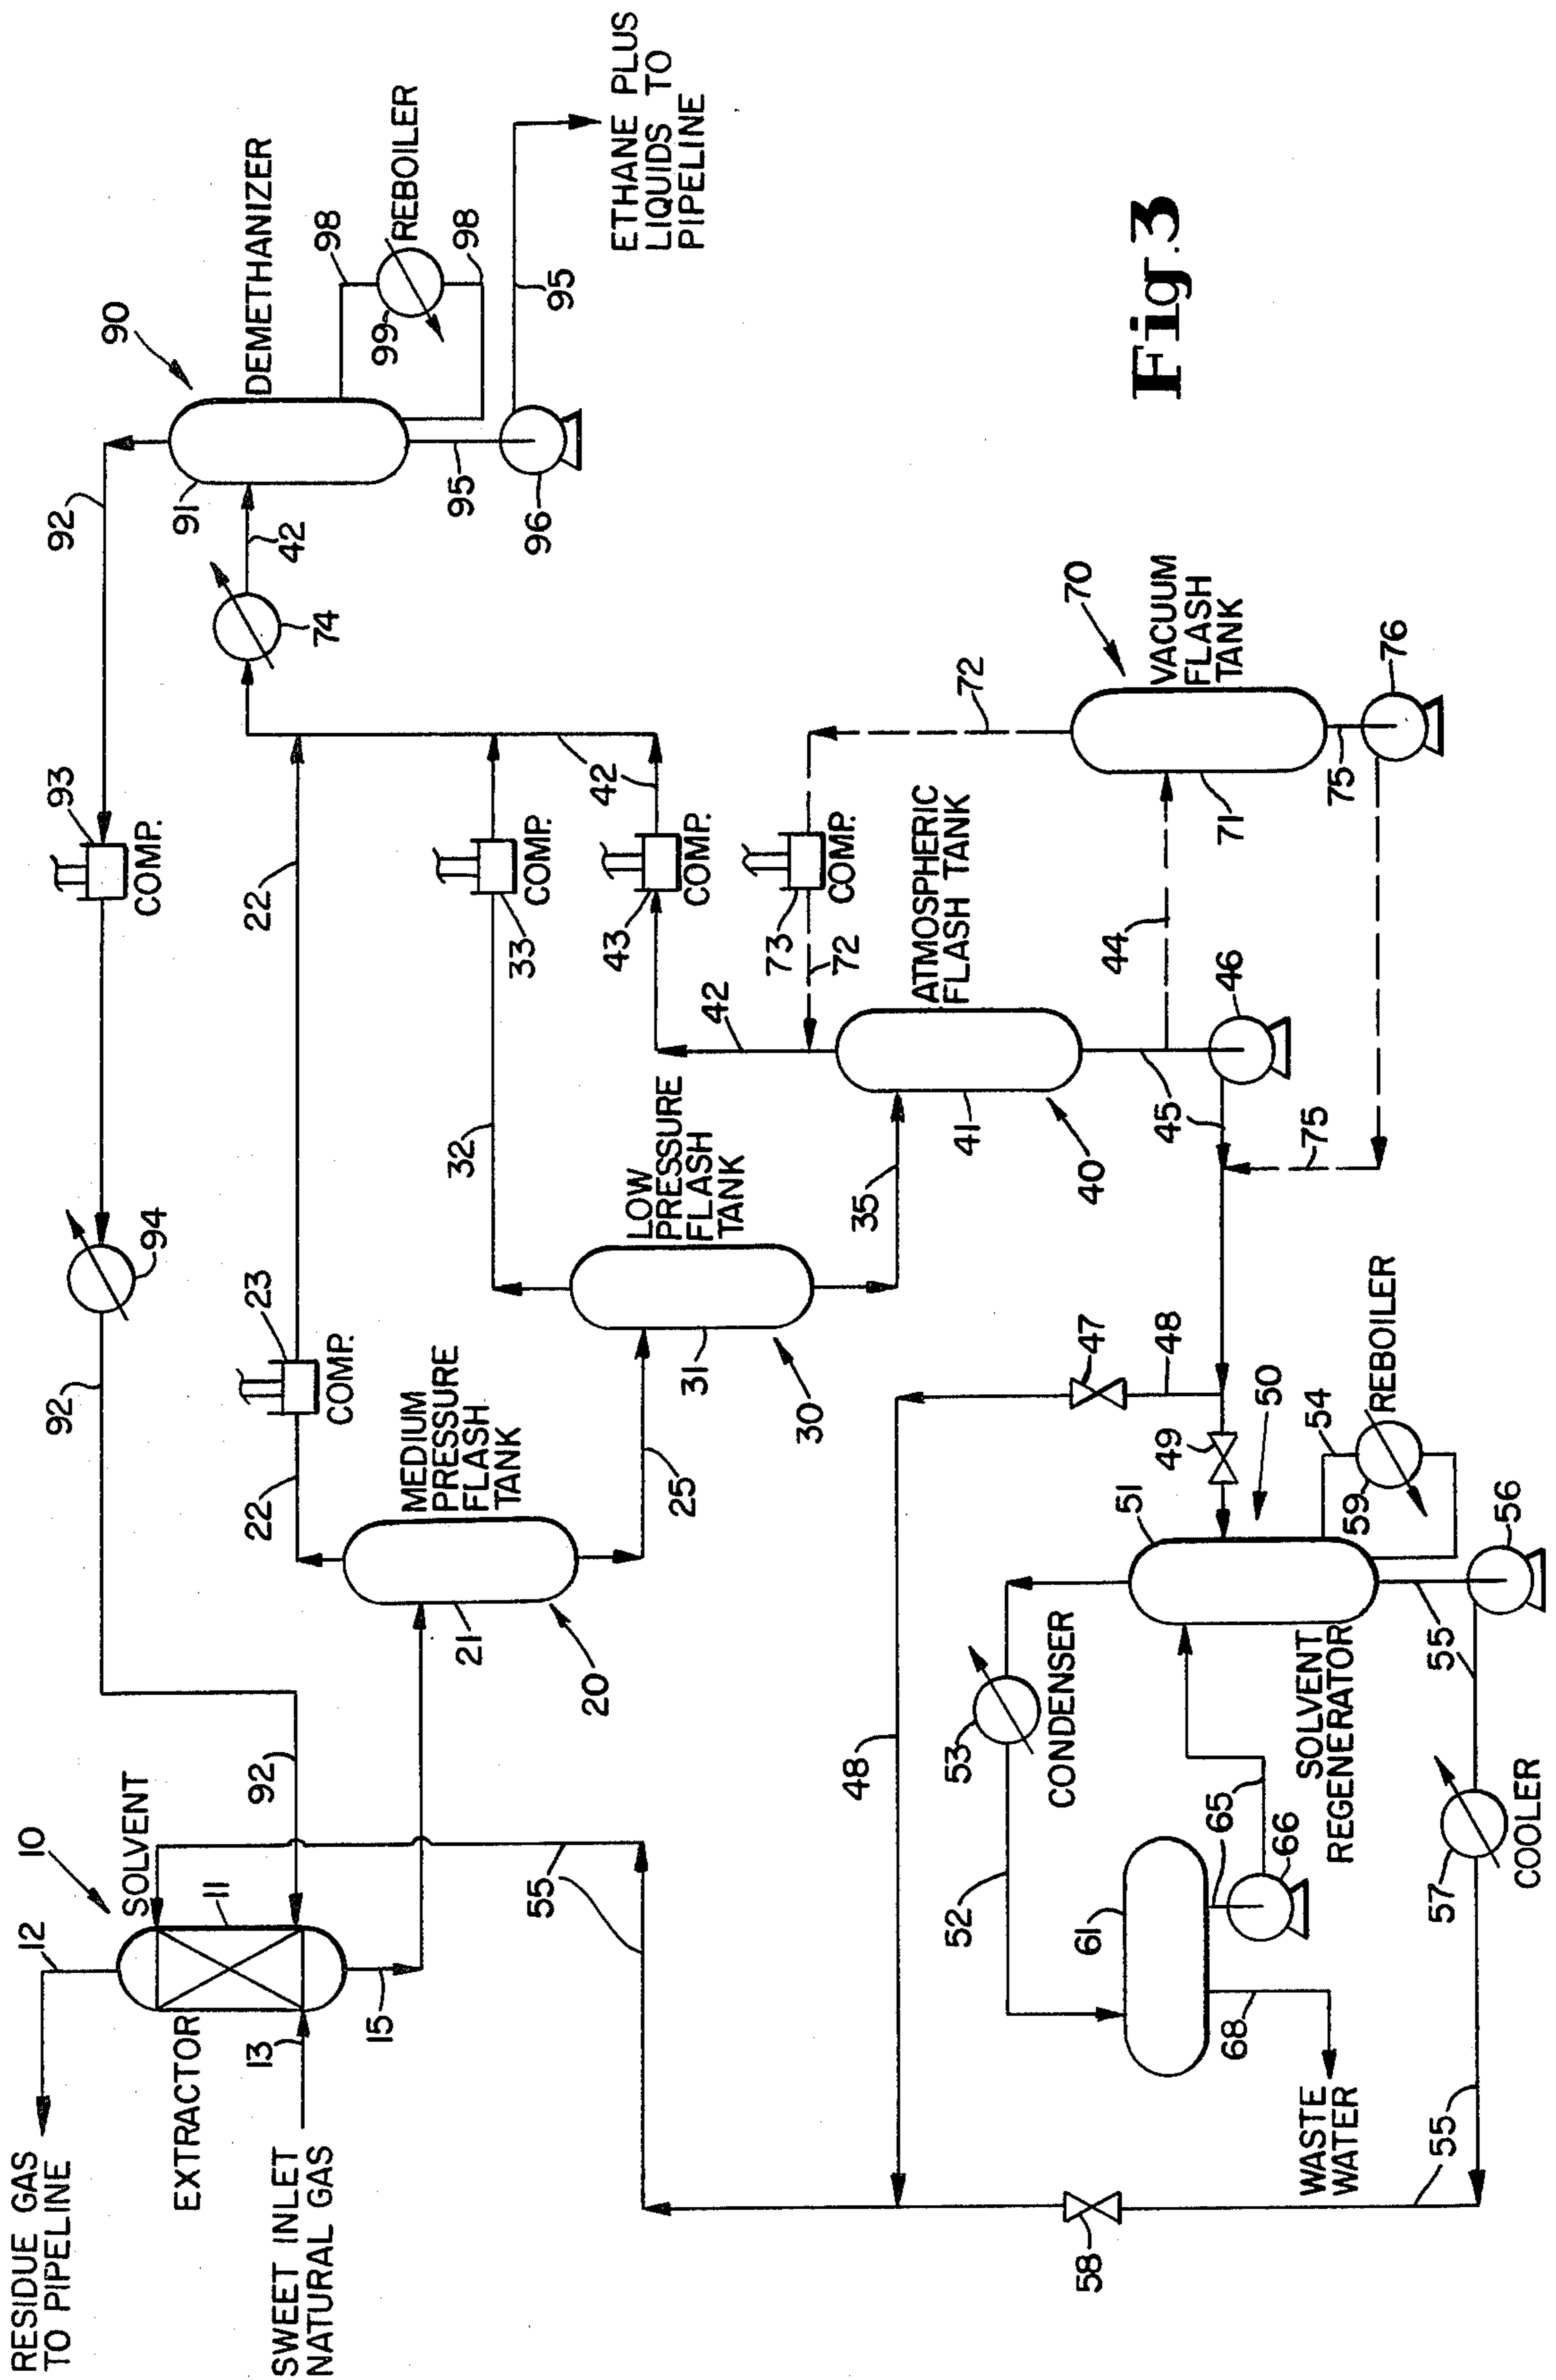 RESIDUE GAS
TO PIPELINE
12
10
EXTRACTOR
SOLVENT
11
13
SWEET INLET
NATURAL GAS
15
92
92
94
93
COMP.
92
90
91
DEMETHANIZER
98
REBOILER
99
98
42
74
95
96
95
ETHANE PLUS
LIQUIDS TO
PIPELINE
22
23
COMP.
22
MEDIUM
PRESSURE
FLASH
TANK
21
20
25
32
33
COMP.
LOW
PRESSURE
FLASH
TANK
31
30
35
42
43
COMP.
42
73
COMP.
72
72
ATMOSPHERIC
FLASH TANK
41
40
44
45
46
70
VACUUM
FLASH
TANK
71
75
76
75
55
48
47
48
49
50
51
54
REBOILER
59
56
55
53
CONDENSER
52
SOLVENT
REGENERATOR
61
65
66
68
WASTE
WATER
57
COOLER
55
58
Fig. 3